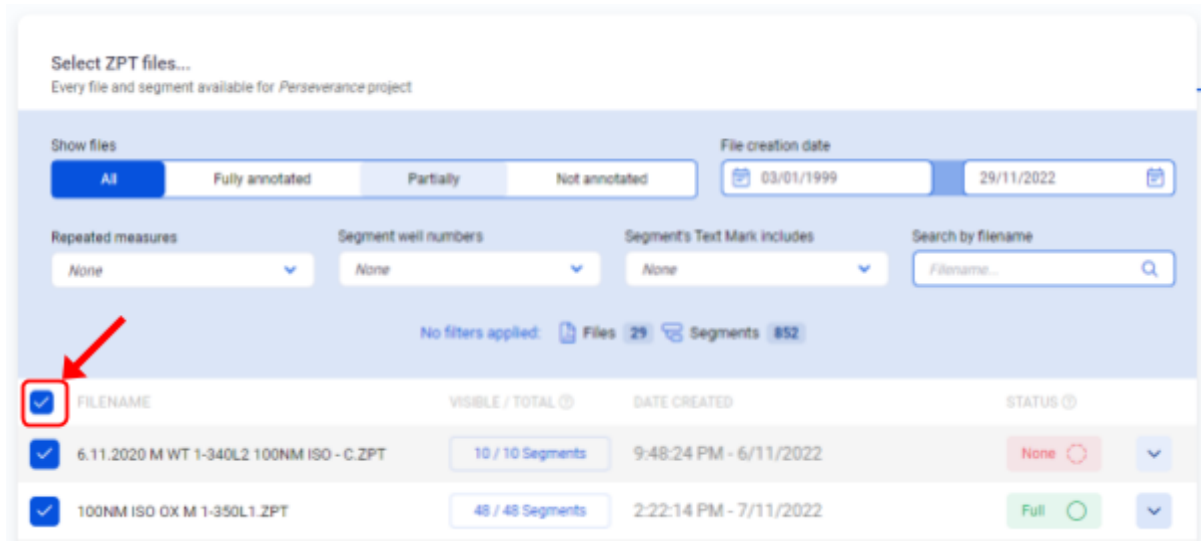 Select ZPT files...
Every file and segment available for Perseverance project
Show files
File creation date
All Fully annotated Partially Not annotated
03/01/1999 29/11/2022
Repeated measures Segment well numbers Segment's Text Mark includes Search by filename
None None None Filename...
No filters applied: Files 29 Segments 852
FILENAME VISIBLE / TOTAL DATE CREATED STATUS
6.11.2020 M WT 1-340L2 100NM ISO - C.ZPT 10 / 10 Segments 9:48:24 PM - 6/11/2022 None
100NM ISO OX M 1-350L1.ZPT 48 / 48 Segments 2:22:14 PM - 7/11/2022 Full